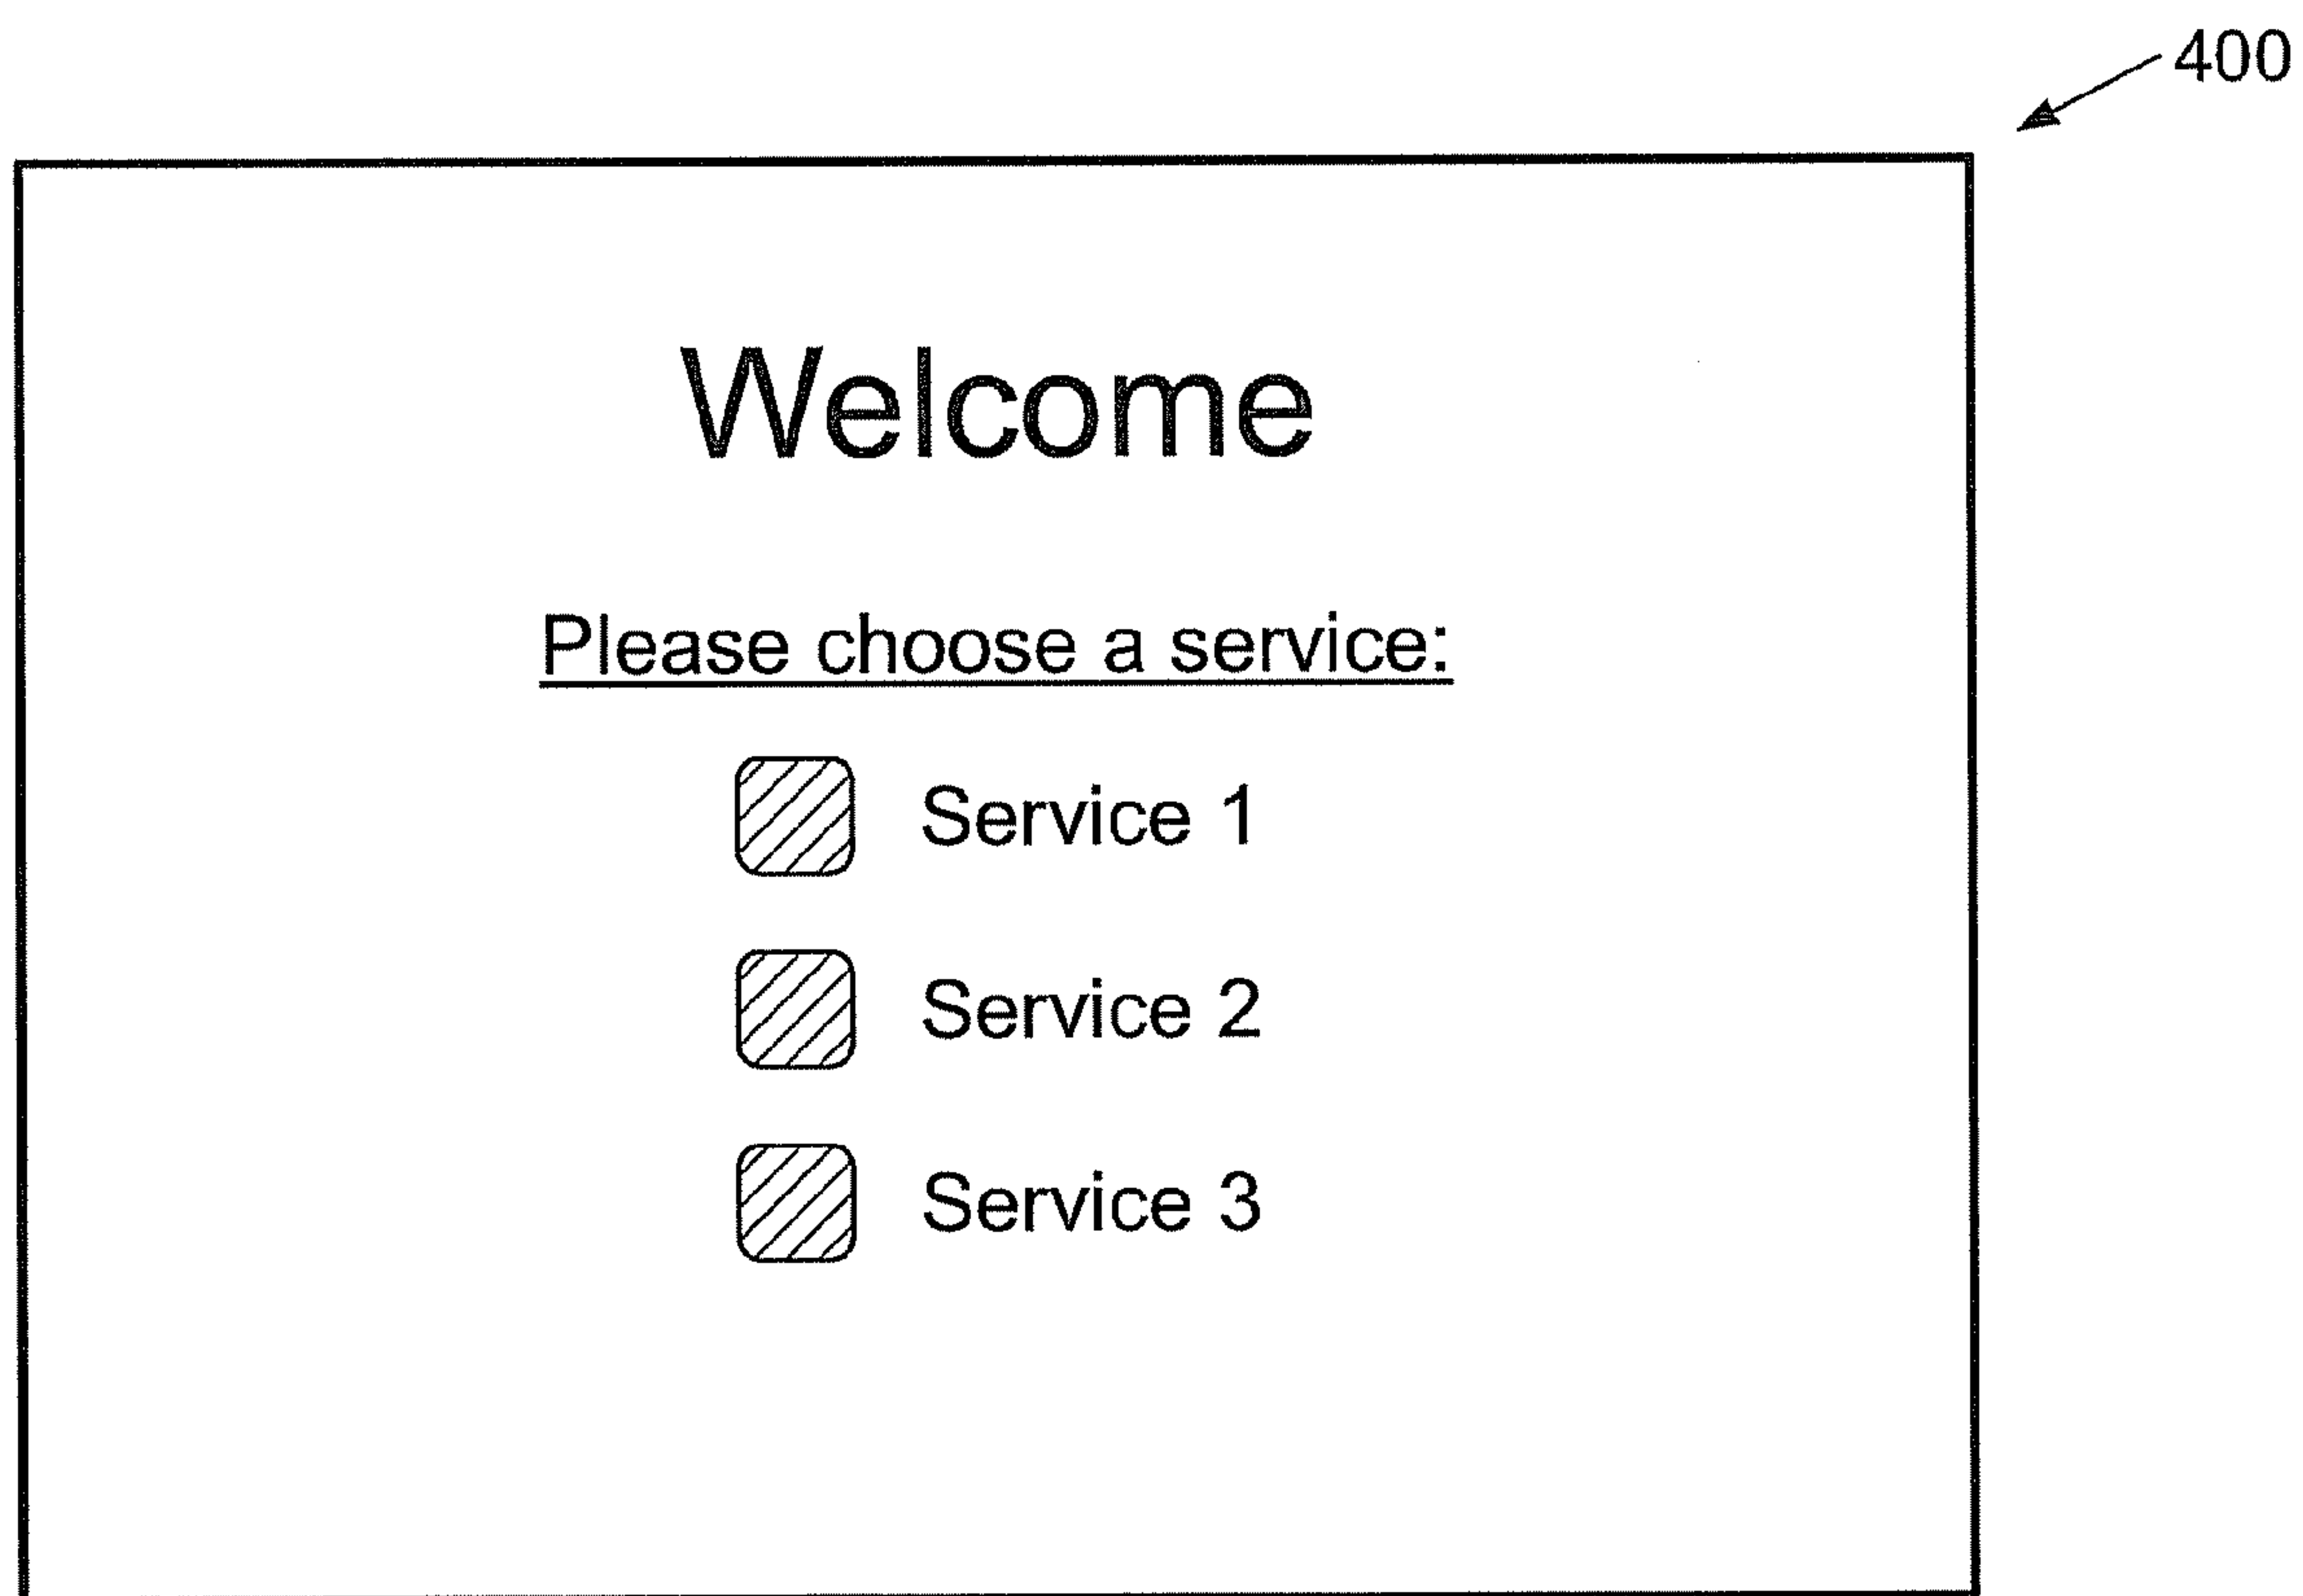 400
Welcome
Please choose a service:
Service 1
Service 2
Service 3